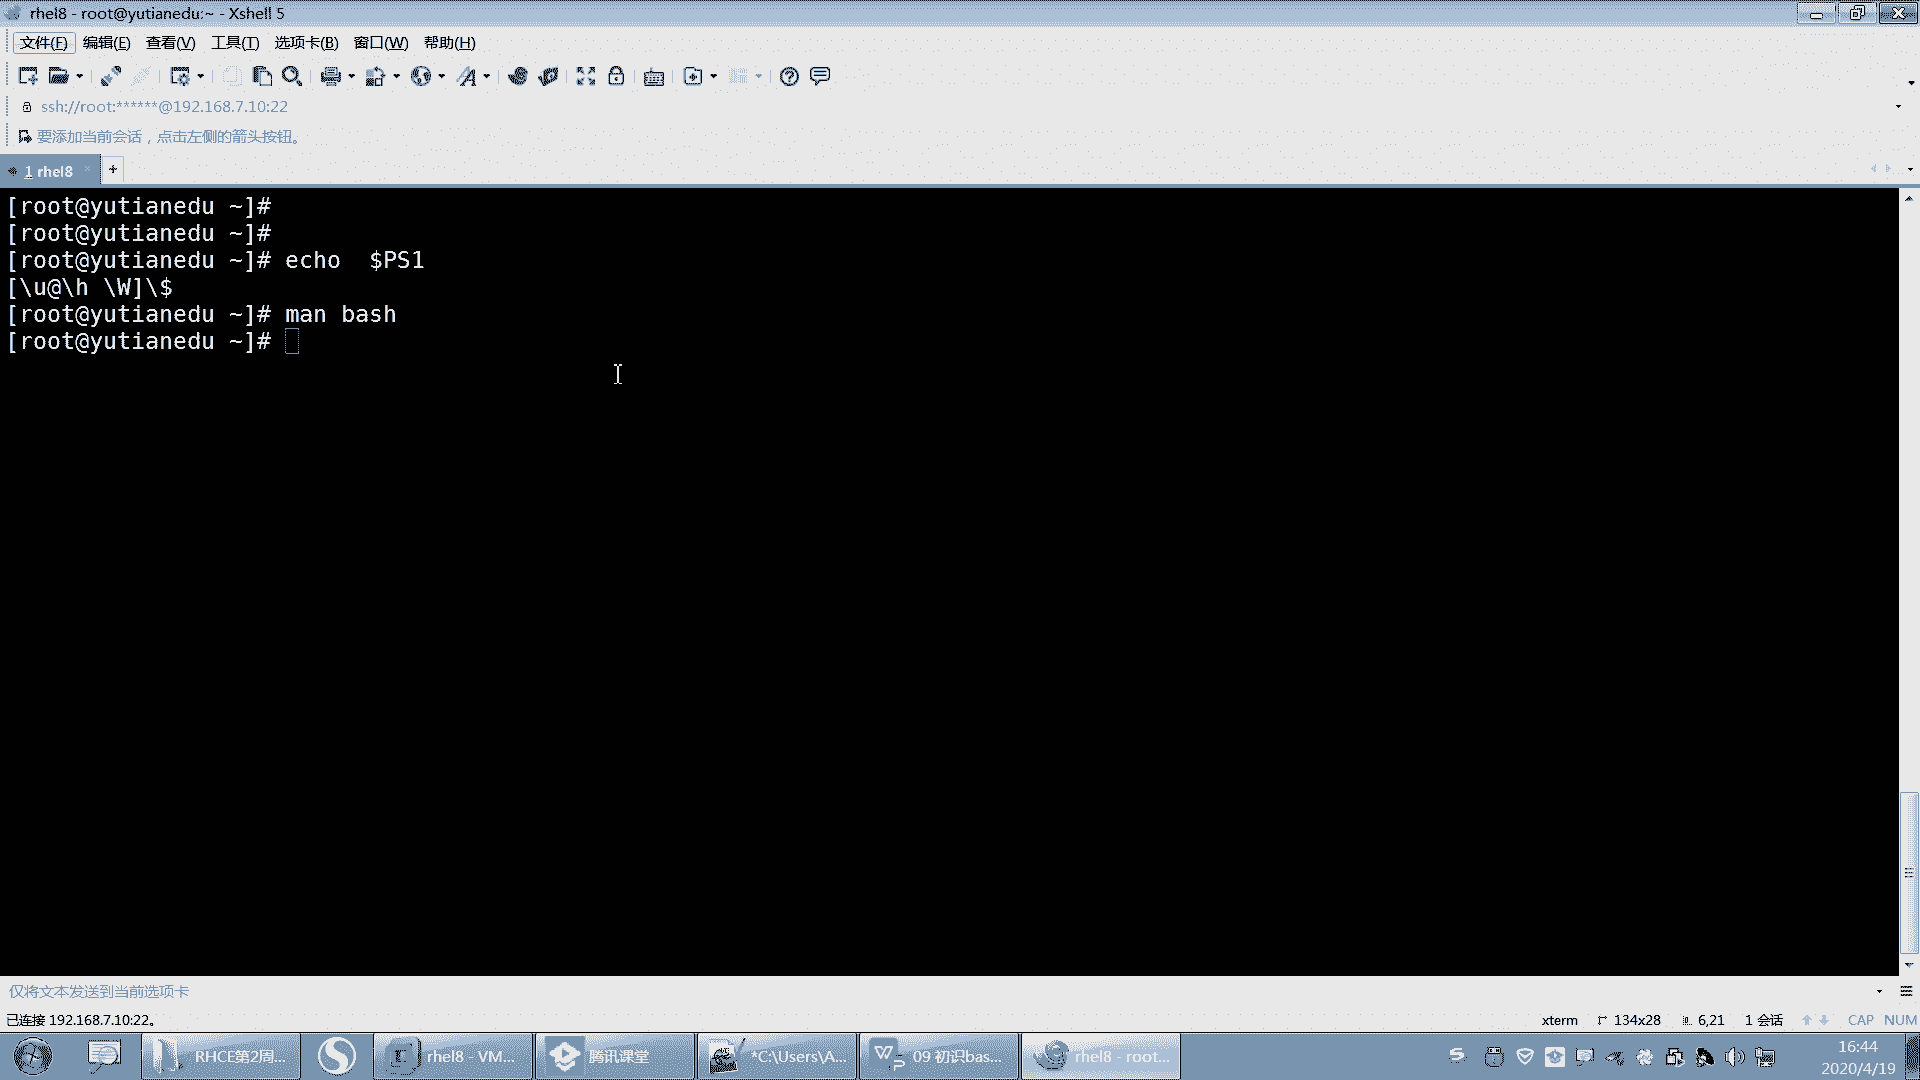 rhel8 - root@yutianedu:~ - Xshell 5
文件(F) 编辑(E) 查看(V) 工具(T) 选项卡(B) 窗口(W) 帮助(H)
ssh://root:******@192.168.7.10:22
要添加当前会话，点击左侧的箭头按钮。
1 rhel8
[root@yutianedu ~]#
[root@yutianedu ~]#
[root@yutianedu ~]# echo  $PS1
[\u@\h \W]\$
[root@yutianedu ~]# man bash
[root@yutianedu ~]#
仅将文本发送到当前选项卡
已连接 192.168.7.10:22。
xterm 134x28 6,21 1 会话 CAP NUM
RHCE第2周... rhel8 - VM... 腾讯课堂 *C:\Users\A... 09 初识bas... rhel8 - root...
16:44
2020/4/19